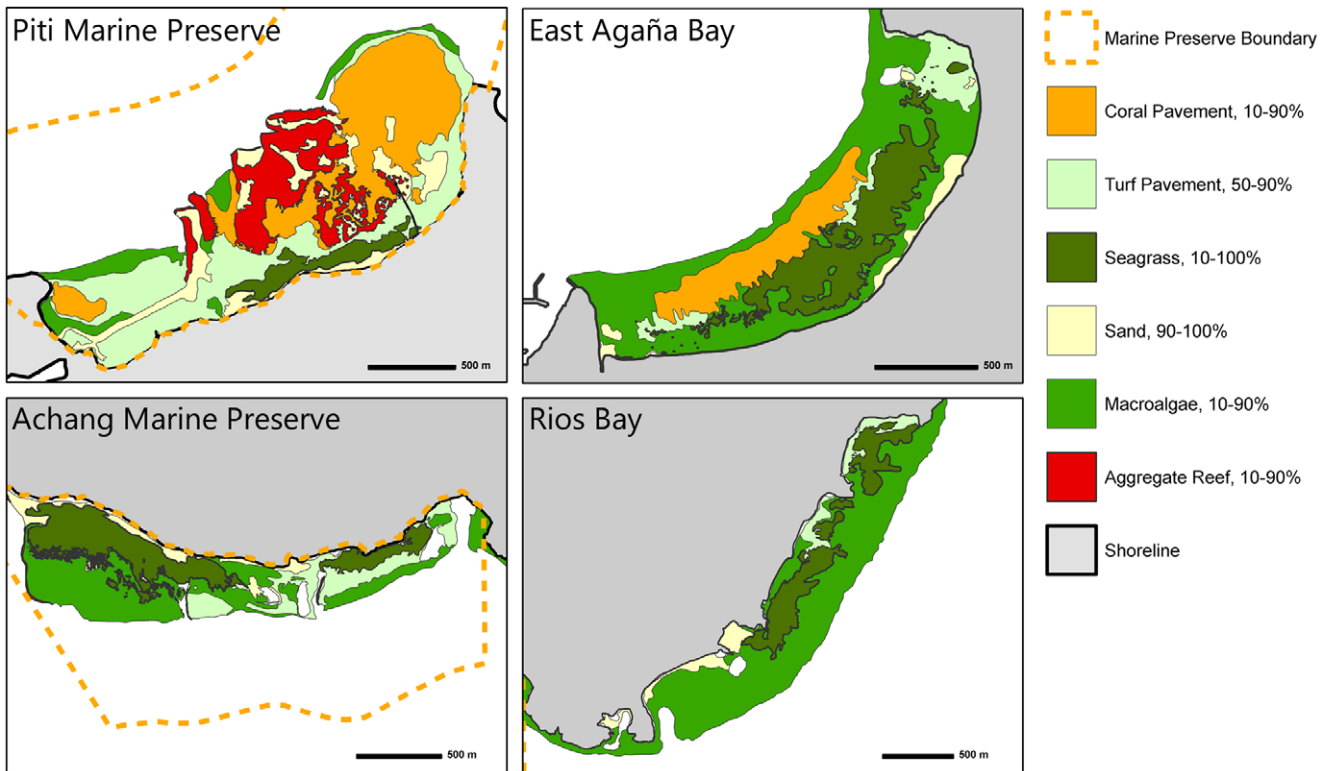 Piti Marine Preserve
500 m
East Agaña Bay
500 m
Achang Marine Preserve
500 m
Rios Bay
500 m
Marine Preserve Boundary
Coral Pavement, 10-90%
Turf Pavement, 50-90%
Seagrass, 10-100%
Sand, 90-100%
Macroalgae, 10-90%
Aggregate Reef, 10-90%
Shoreline